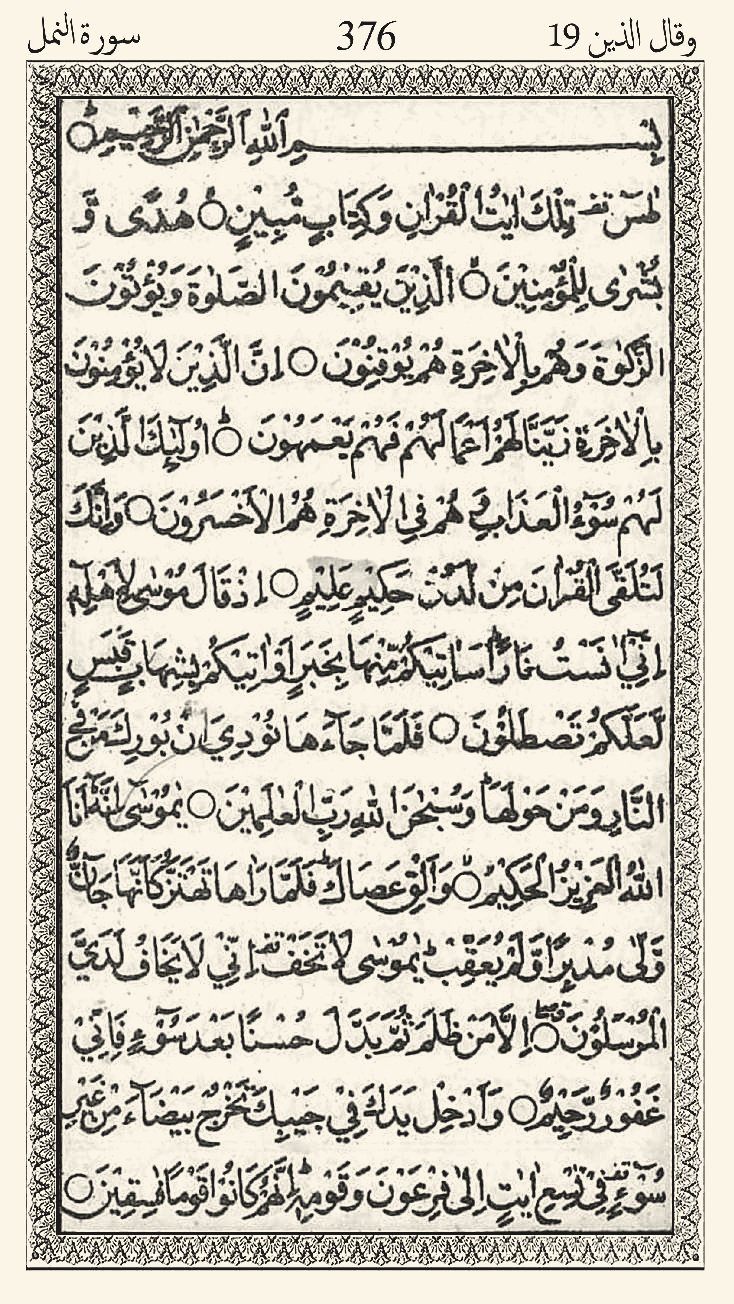 وقال الذين 19 376 سورة النمل
بِسْمِ اللّٰهِ الرَّحْمٰنِ الرَّحِيْمِ ۝
طٰسٓ تِلْكَ اٰيٰتُ الْقُرْاٰنِ وَكِتَابٍ مُّبِيْنٍ ۝ هُدًى وَّ
بُشْرٰى لِلْمُؤْمِنِيْنَ ۝ الَّذِيْنَ يُقِيْمُوْنَ الصَّلٰوةَ وَيُؤْتُوْنَ
الزَّكٰوةَ وَهُمْ بِالْاٰخِرَةِ هُمْ يُوْقِنُوْنَ ۝ اِنَّ الَّذِيْنَ لَا يُؤْمِنُوْنَ
بِالْاٰخِرَةِ زَيَّنَّا لَهُمْ اَعْمَالَهُمْ فَهُمْ يَعْمَهُوْنَ ۝ اُولٰٓئِكَ الَّذِيْنَ
لَهُمْ سُوْٓءُ الْعَذَابِ وَهُمْ فِي الْاٰخِرَةِ هُمُ الْاَخْسَرُوْنَ ۝ وَاِنَّكَ
لَتُلَقَّى الْقُرْاٰنَ مِنْ لَّدُنْ حَكِيْمٍ عَلِيْمٍ ۝ اِذْ قَالَ مُوْسٰى لِاَهْلِهٖٓ
اِنِّيْٓ اٰنَسْتُ نَارًا ؕ سَاٰتِيْكُمْ مِّنْهَا بِخَبَرٍ اَوْ اٰتِيْكُمْ بِشِهَابٍ قَبَسٍ
لَّعَلَّكُمْ تَصْطَلُوْنَ ۝ فَلَمَّا جَآءَهَا نُوْدِيَ اَنْۢ بُوْرِكَ مَنْ فِي
النَّارِ وَمَنْ حَوْلَهَا ؕ وَسُبْحٰنَ اللّٰهِ رَبِّ الْعٰلَمِيْنَ ۝ يٰمُوْسٰٓى اِنَّهٗٓ اَنَا
اللّٰهُ الْعَزِيْزُ الْحَكِيْمُ ۝ وَاَلْقِ عَصَاكَ ؕ فَلَمَّا رَاٰهَا تَهْتَزُّ كَاَنَّهَا جَآنٌّ
وَّلّٰى مُدْبِرًا وَّلَمْ يُعَقِّبْ ؕ يٰمُوْسٰى لَا تَخَفْ اِنِّيْ لَا يَخَافُ لَدَيَّ
الْمُرْسَلُوْنَ ۝ اِلَّا مَنْ ظَلَمَ ثُمَّ بَدَّلَ حُسْنًۢا بَعْدَ سُوْٓءٍ فَاِنِّيْ
غَفُوْرٌ رَّحِيْمٌ ۝ وَاَدْخِلْ يَدَكَ فِيْ جَيْبِكَ تَخْرُجْ بَيْضَآءَ مِنْ غَيْرِ
سُوْٓءٍ فِيْ تِسْعِ اٰيٰتٍ اِلٰى فِرْعَوْنَ وَقَوْمِهٖ ؕ اِنَّهُمْ كَانُوْا قَوْمًا فٰسِقِيْنَ ۝